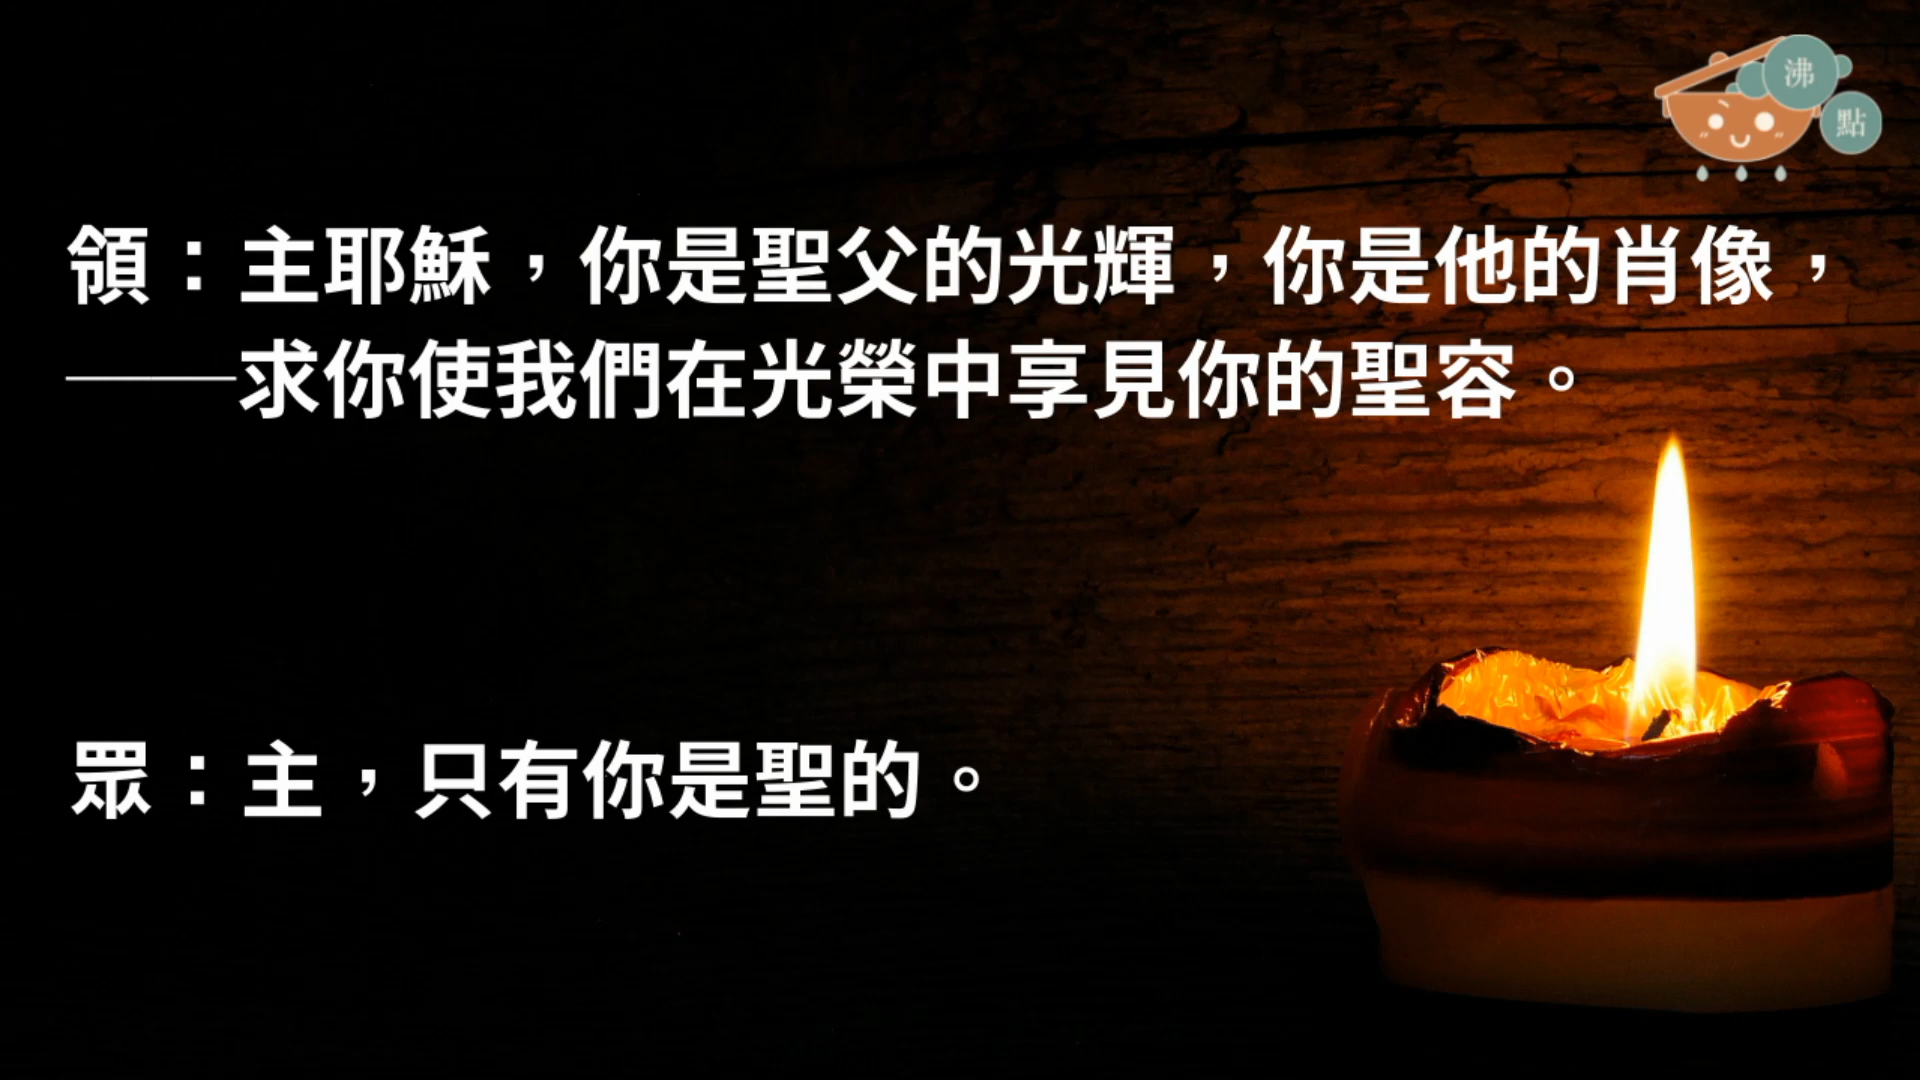 沸
點
領：主耶穌，你是聖父的光輝，你是他的肖像，
——求你使我們在光榮中享見你的聖容。
眾：主，只有你是聖的。